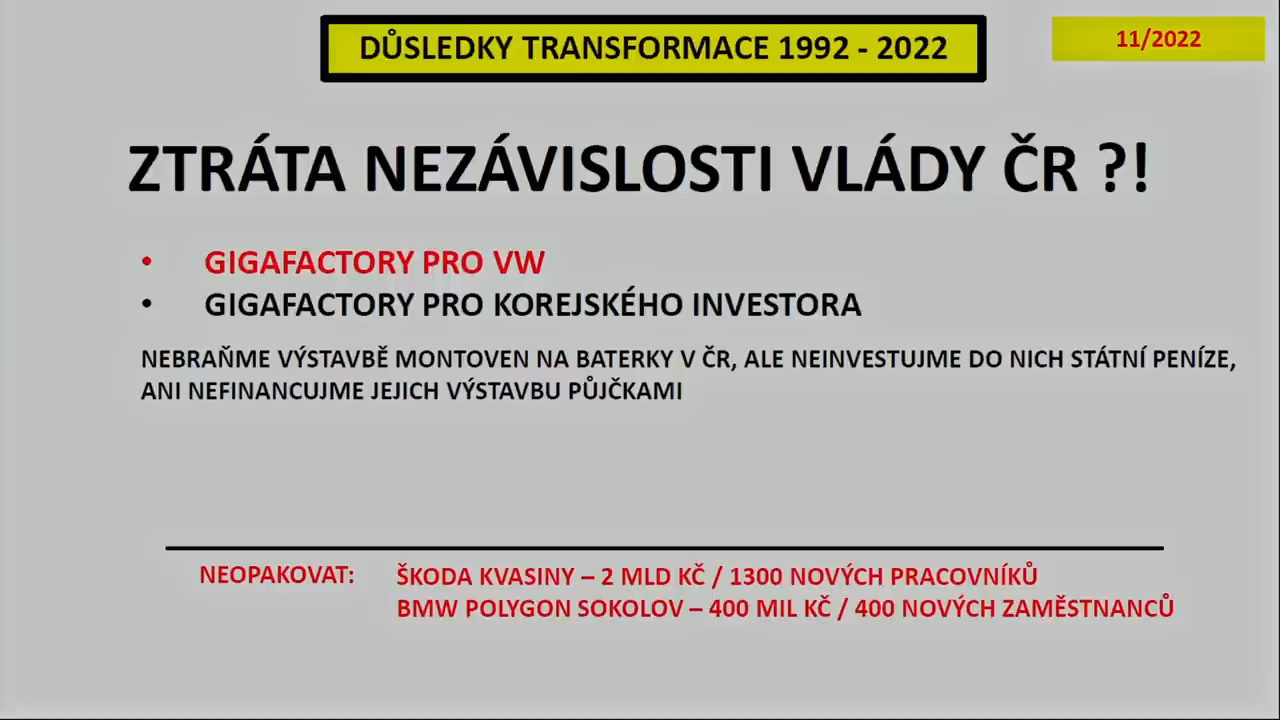 DŮSLEDKY TRANSFORMACE 1992 - 2022
11/2022
ZTRÁTA NEZÁVISLOSTI VLÁDY ČR ?!
• GIGAFACTORY PRO VW
• GIGAFACTORY PRO KOREJSKÉHO INVESTORA
NEBRAŇME VÝSTAVBĚ MONTOVEN NA BATERKY V ČR, ALE NEINVESTUJME DO NICH STÁTNÍ PENÍZE,
ANI NEFINANCUJME JEJICH VÝSTAVBU PŮJČKAMI
NEOPAKOVAT: ŠKODA KVASINY – 2 MLD KČ / 1300 NOVÝCH PRACOVNÍKŮ
BMW POLYGON SOKOLOV – 400 MIL KČ / 400 NOVÝCH ZAMĚSTNANCŮ